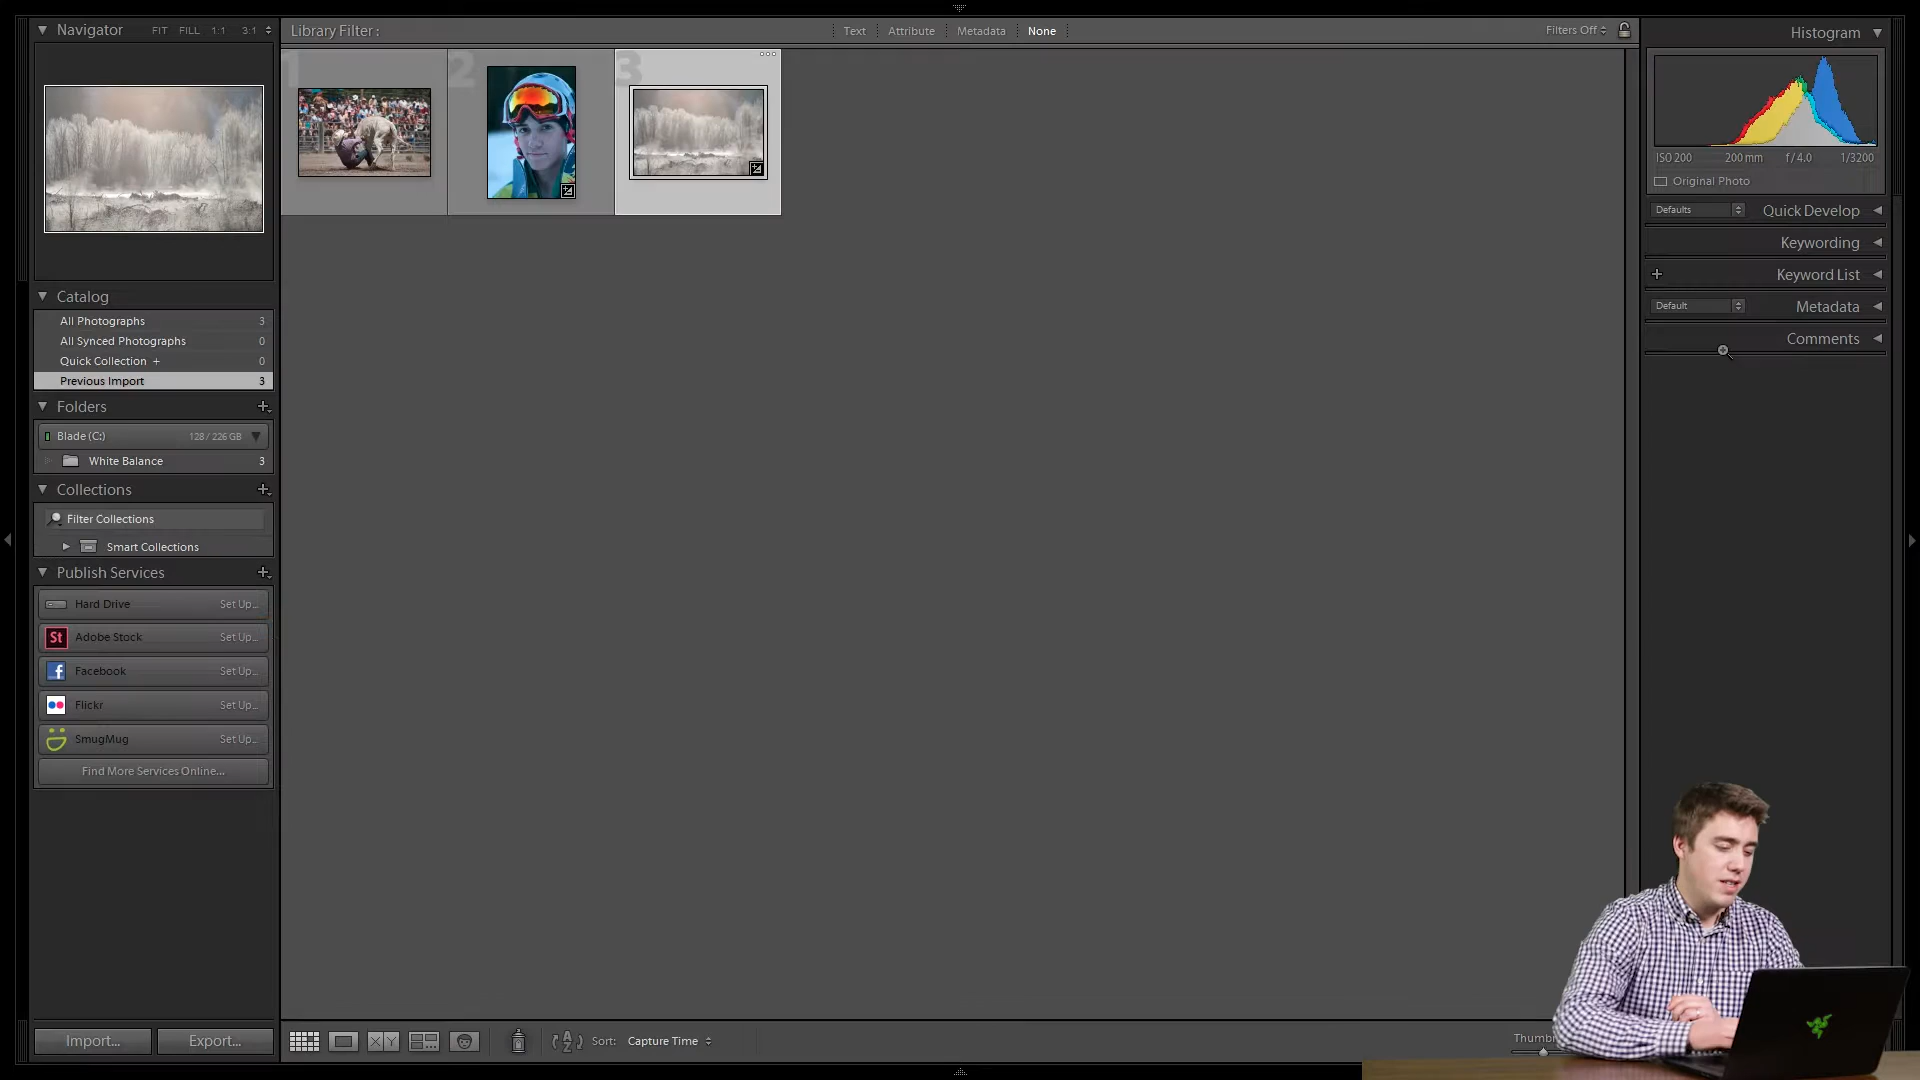 Navigator FIT FILL 1:1 3:1
Library Filter : Text Attribute Metadata None Filters Off
Histogram
1 2 3
ISO 200 200 mm f / 4.0 1/3200
Original Photo
Defaults Quick Develop
Keywording
Keyword List
Default Metadata
Comments
Catalog
All Photographs 3
All Synced Photographs 0
Quick Collection + 0
Previous Import 3
Folders
Blade (C:) 128 / 226 GB
White Balance 3
Collections
Filter Collections
Smart Collections
Publish Services
Hard Drive Set Up...
St Adobe Stock Set Up...
f Facebook Set Up...
Flickr Set Up...
SmugMug Set Up...
Find More Services Online...
Import... Export...
X Y
A Z Sort: Capture Time